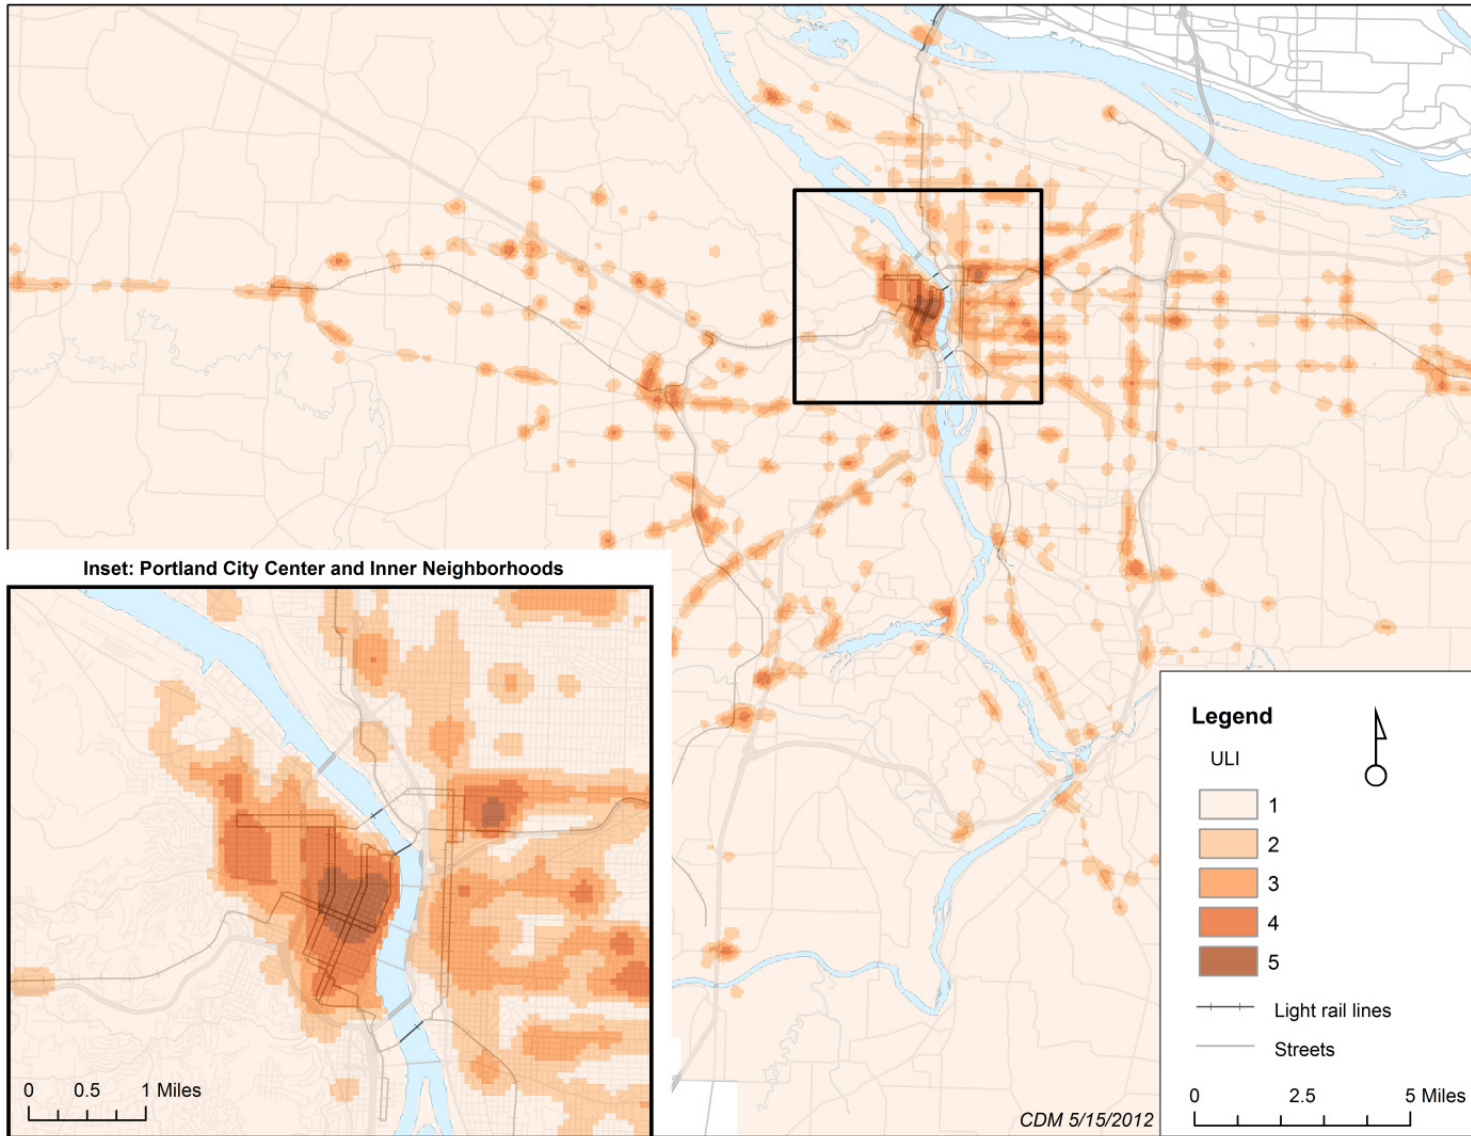 Inset: Portland City Center and Inner Neighborhoods
0 0.5 1 Miles
CDM 5/15/2012
Legend
ULI
1
2
3
4
5
Light rail lines
Streets
0 2.5 5 Miles